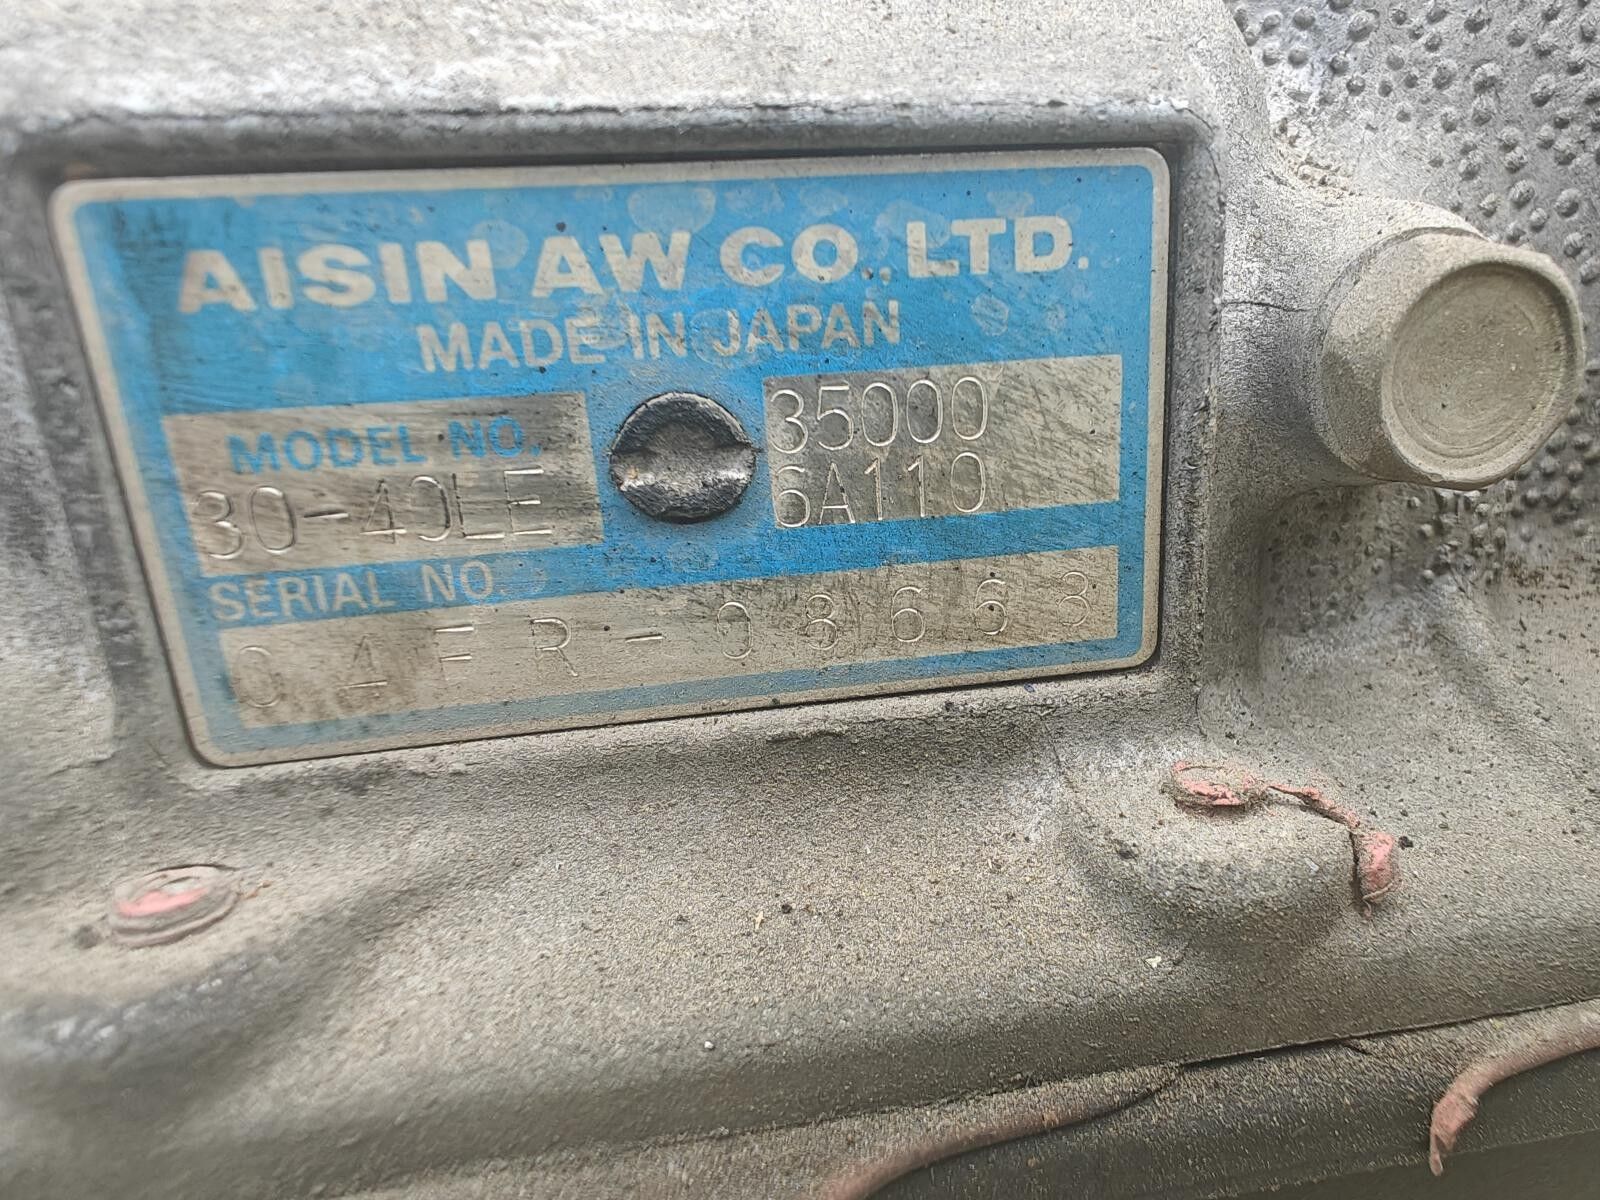 AISIN AW CO.,LTD.
MADE IN JAPAN
MODEL NO.
30-40LE
35000
6A110
SERIAL NO.
04FR-08663